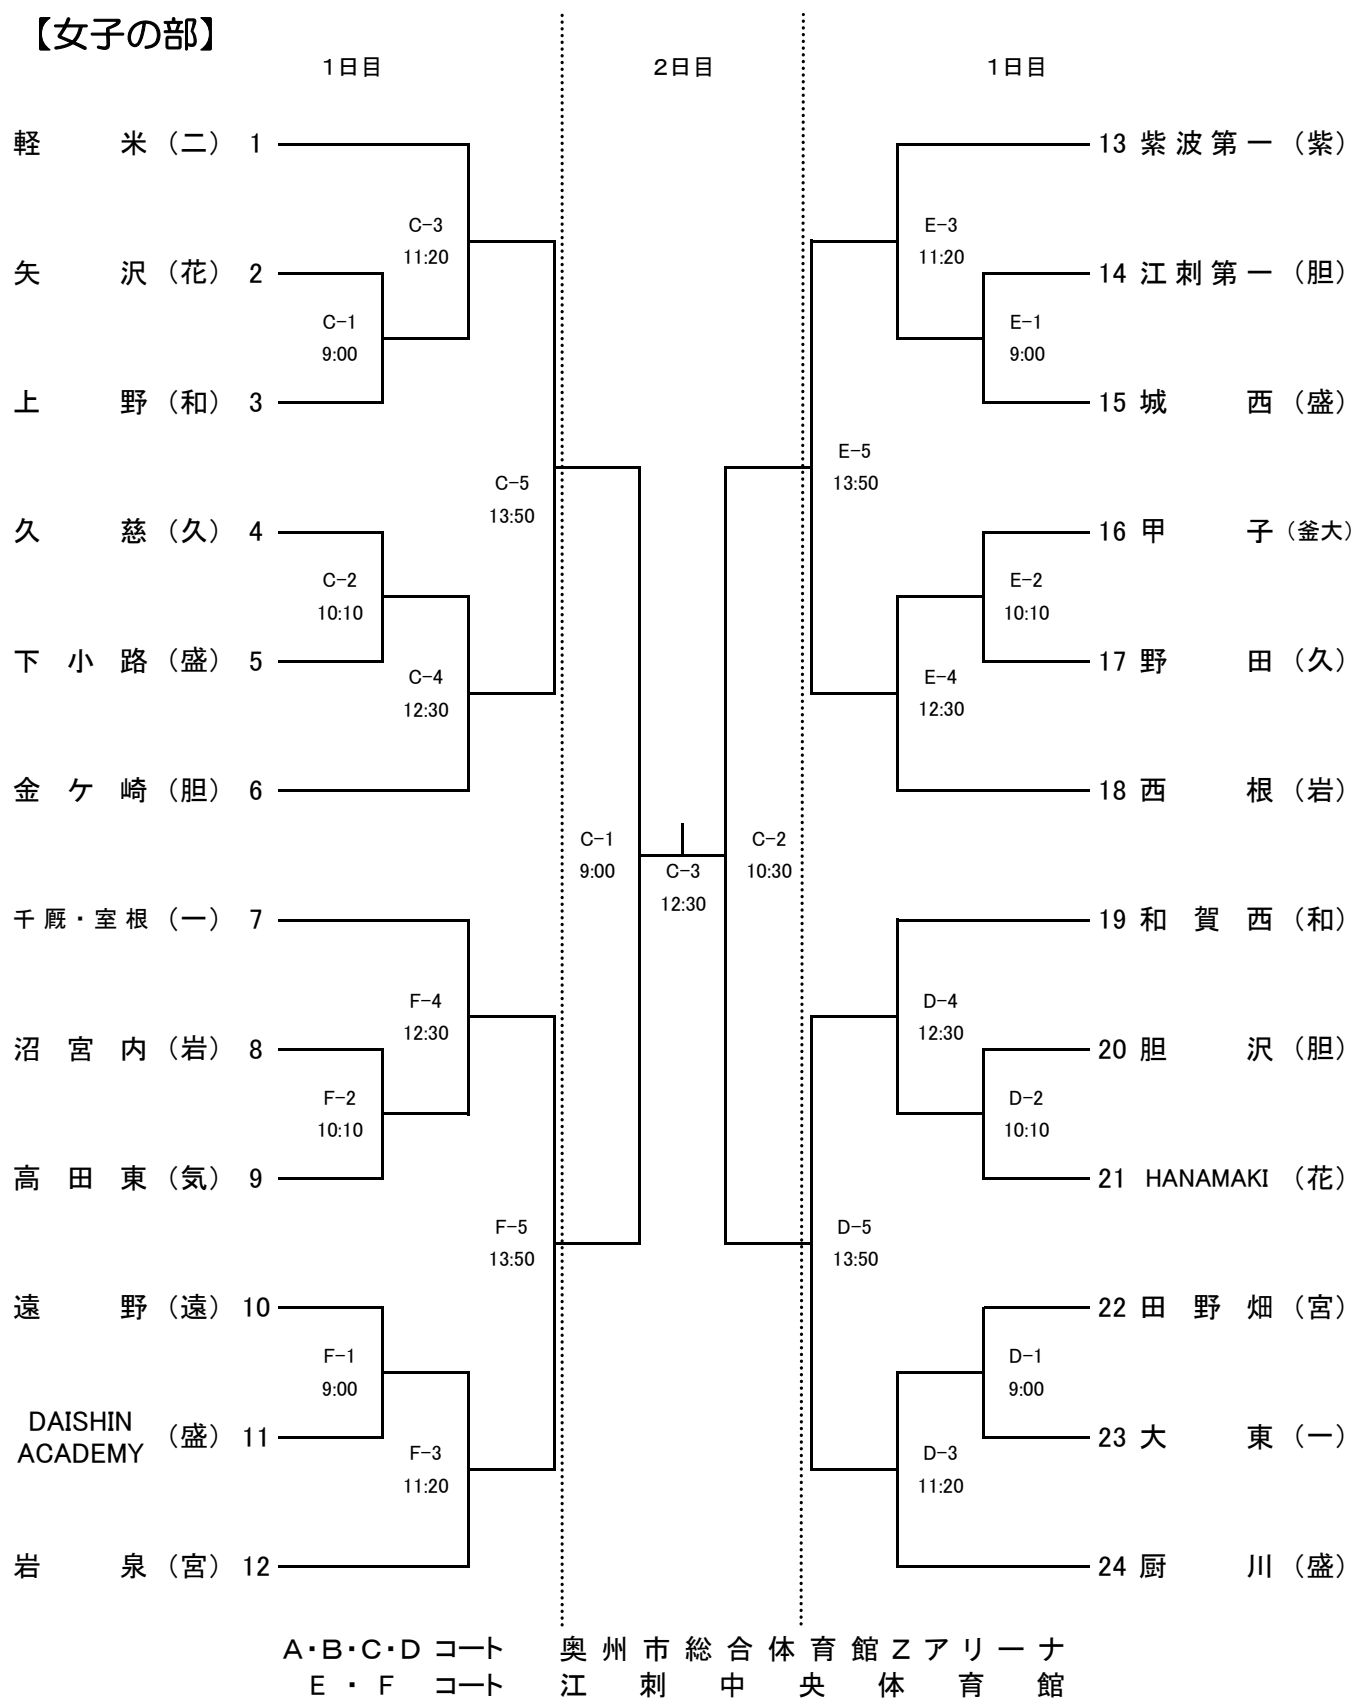 【女子の部】
1日目 2日目 1日目
軽米（二） 1
矢沢（花） 2
上野（和） 3
久慈（久） 4
下小路（盛） 5
金ケ崎（胆） 6
千厩・室根（一） 7
沼宮内（岩） 8
高田東（気） 9
遠野（遠） 10
DAISHIN
ACADEMY
（盛） 11
岩泉（宮） 12
C-3
11:20
C-1
9:00
C-5
13:50
C-2
10:10
C-4
12:30
F-4
12:30
F-2
10:10
F-5
13:50
F-1
9:00
F-3
11:20
C-1
9:00
C-3
12:30
C-2
10:30
E-3
11:20
E-1
9:00
E-5
13:50
E-2
10:10
E-4
12:30
D-4
12:30
D-2
10:10
D-5
13:50
D-1
9:00
D-3
11:20
13 紫波第一（紫）
14 江刺第一（胆）
15 城西（盛）
16 甲子（釜大）
17 野田（久）
18 西根（岩）
19 和賀西（和）
20 胆沢（胆）
21 HANAMAKI（花）
22 田野畑（宮）
23 大東（一）
24 厨川（盛）
A・B・C・D コート 奥州市総合体育館Zアリーナ
E・F コート 江刺中央体育館